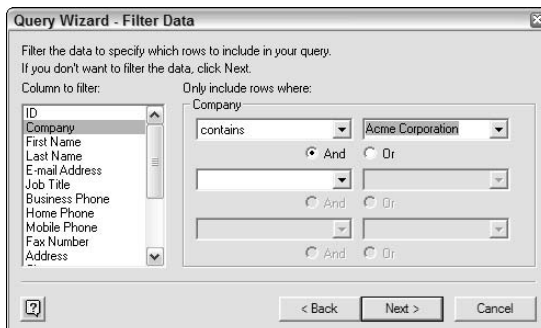 Query Wizard - Filter Data
Filter the data to specify which rows to include in your query.
If you don't want to filter the data, click Next.
Column to filter:
Only include rows where:
ID
Company
First Name
Last Name
E-mail Address
Job Title
Business Phone
Home Phone
Mobile Phone
Fax Number
Address
Company
contains
Acme Corporation
And Or
And Or
And Or
?
< Back
Next >
Cancel